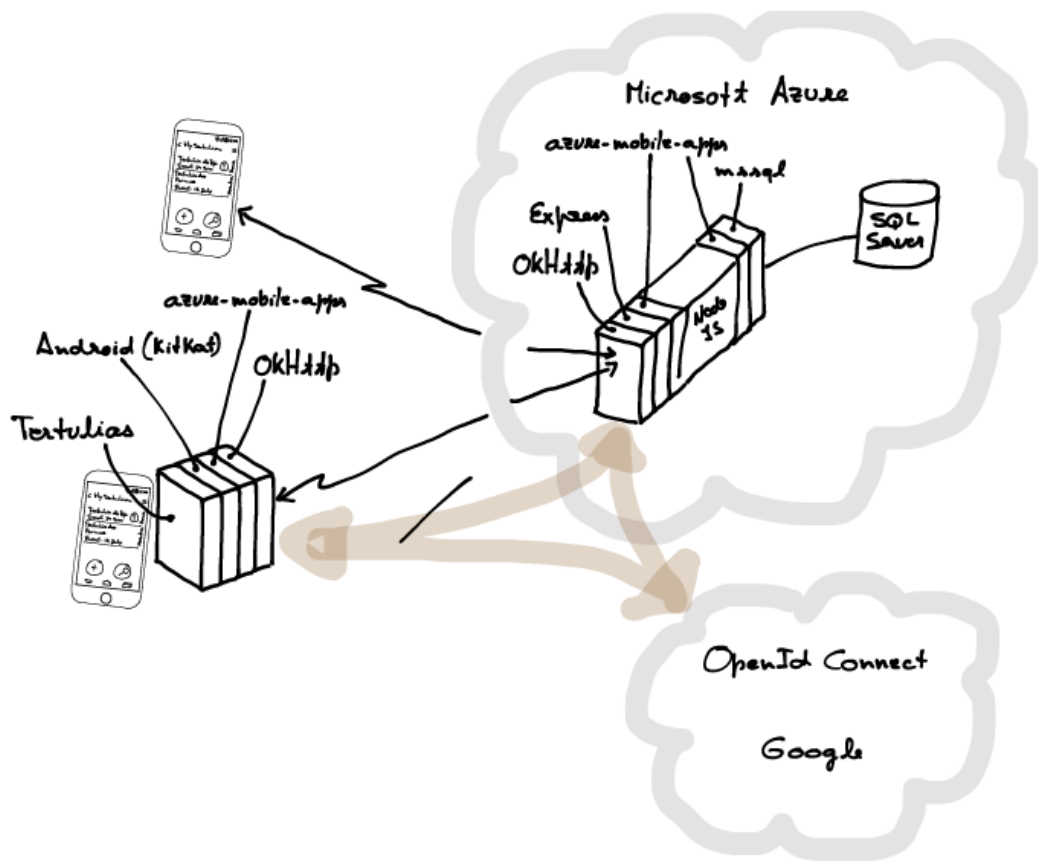 Microsoft Azure
azure-mobile-apps
mssql
Express
OkHttp
SQL
Server
Node
JS
azure-mobile-apps
Android (KitKat)
OkHttp
Tertulias
OpenId Connect
Google